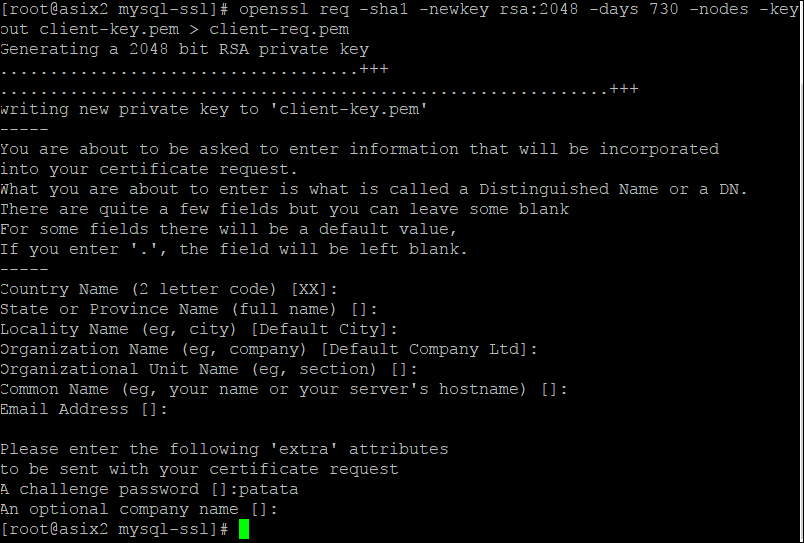 [root@asix2 mysql-ssl]# openssl req -sha1 -newkey rsa:2048 -days 730 -nodes -key
out client-key.pem > client-req.pem
Generating a 2048 bit RSA private key
....................................+++
.............................................................+++
writing new private key to 'client-key.pem'
-----
You are about to be asked to enter information that will be incorporated
into your certificate request.
What you are about to enter is what is called a Distinguished Name or a DN.
There are quite a few fields but you can leave some blank
For some fields there will be a default value,
If you enter '.', the field will be left blank.
-----
Country Name (2 letter code) [XX]:
State or Province Name (full name) []:
Locality Name (eg, city) [Default City]:
Organization Name (eg, company) [Default Company Ltd]:
Organizational Unit Name (eg, section) []:
Common Name (eg, your name or your server's hostname) []:
Email Address []:

Please enter the following 'extra' attributes
to be sent with your certificate request
A challenge password []:patata
An optional company name []:
[root@asix2 mysql-ssl]#